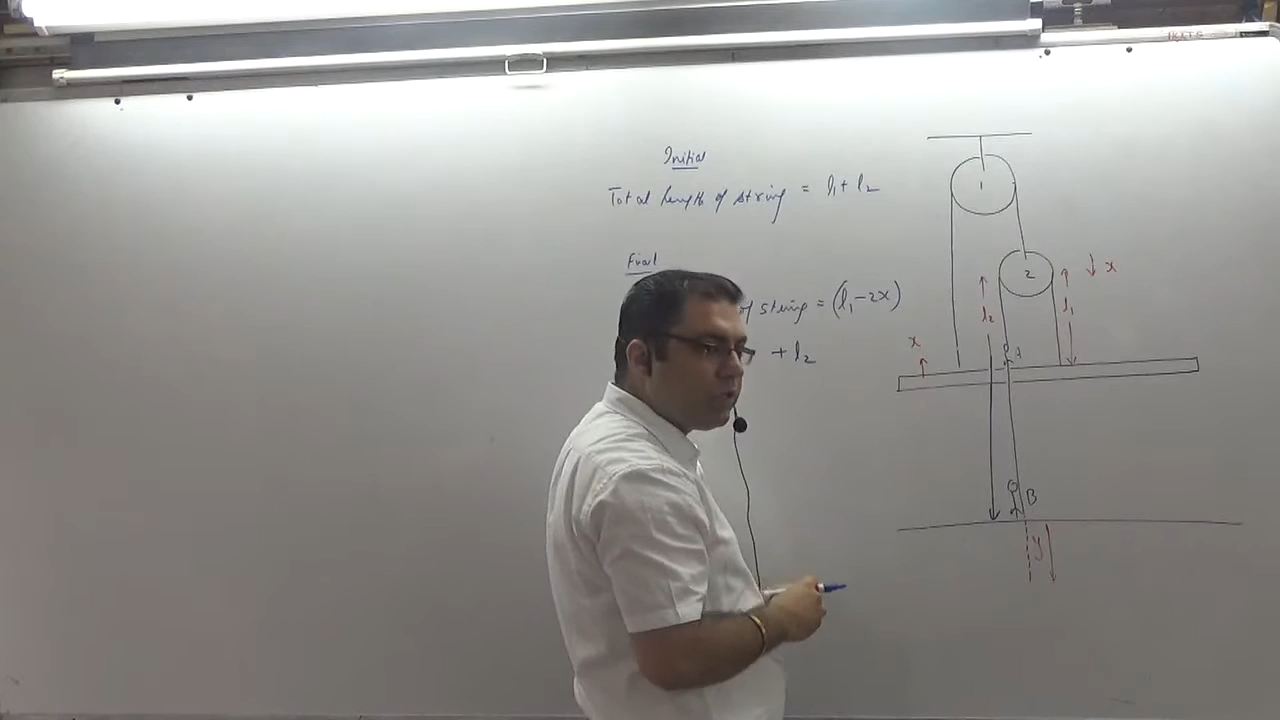 Initial
Total length of string = l₁ + l₂
Final
of string = (l₁ - 2x)
+ l₂
1
2
x
l₂
l₁
x
A
B
y